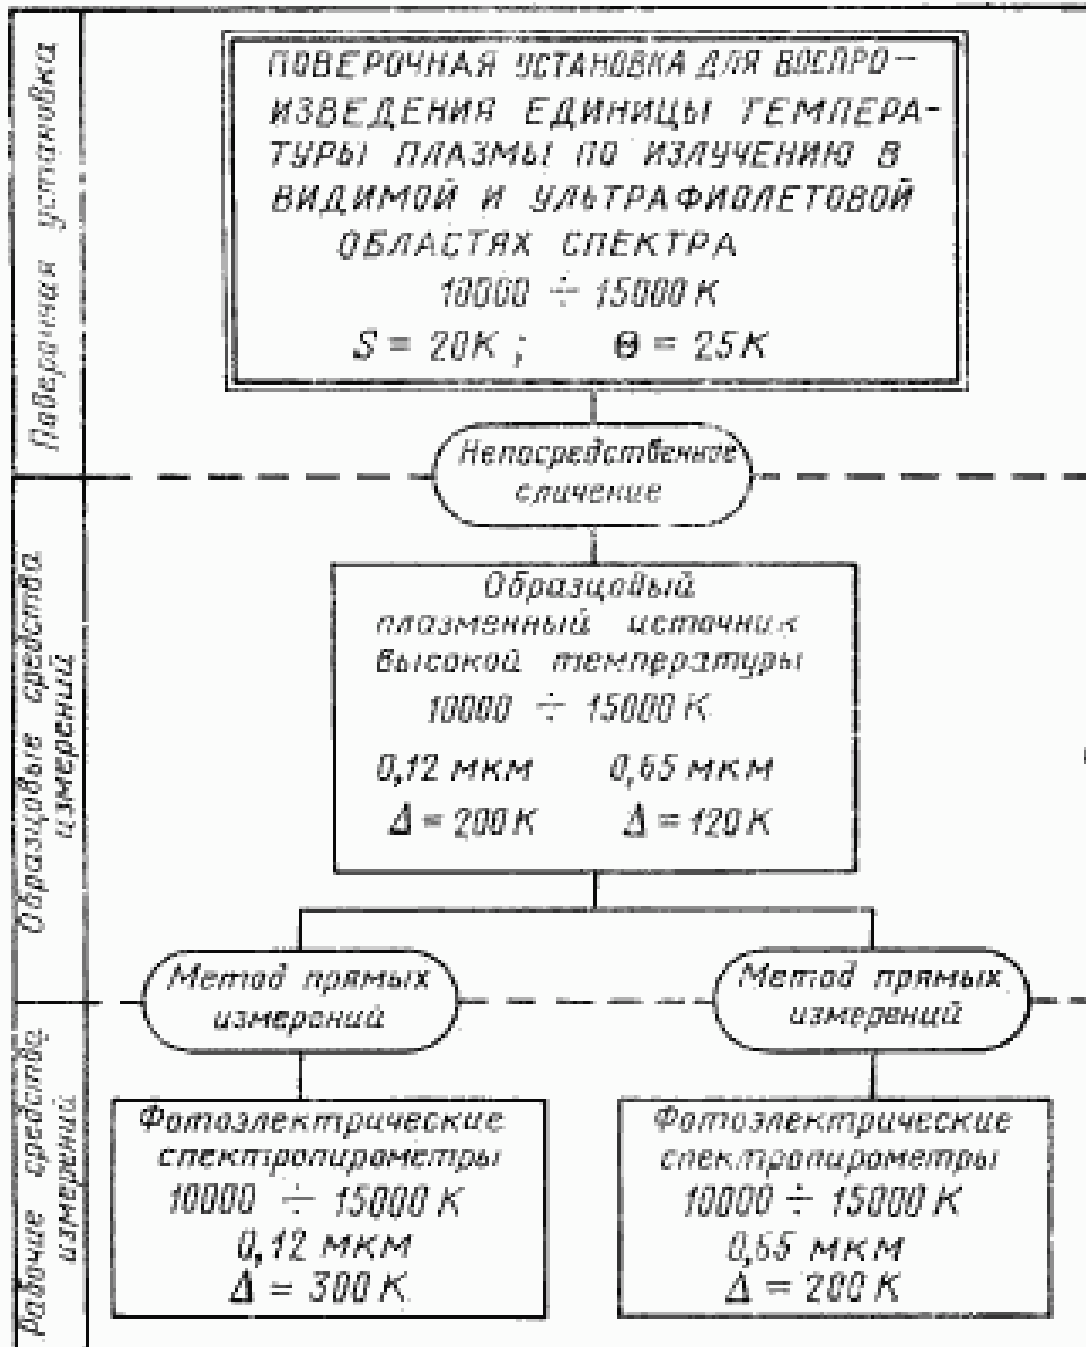 Поверочная установка
ПОВЕРОЧНАЯ УСТАНОВКА ДЛЯ ВОСПРО-
ИЗВЕДЕНИЯ ЕДИНИЦЫ ТЕМПЕРА-
ТУРЫ ПЛАЗМЫ ПО ИЗЛУЧЕНИЮ В
ВИДИМОЙ И УЛЬТРАФИОЛЕТОВОЙ
ОБЛАСТЯХ СПЕКТРА
10000 ÷ 15000 К
S = 20К ; Θ = 25К
Непосредственное
сличение
Образцовые средства
измерений
Образцовый
плазменный источник
высокой температуры
10000 ÷ 15000 К
0,12 мкм 0,65 мкм
Δ = 200 К Δ = 120 К
Метод прямых
измерений
Метод прямых
измерений
Рабочие средства
измерений
Фотоэлектрические
спектропирометры
10000 ÷ 15000 К
0,12 мкм
Δ = 300 К
Фотоэлектрические
спектропирометры
10000 ÷ 15000 К
0,65 мкм
Δ = 200 К